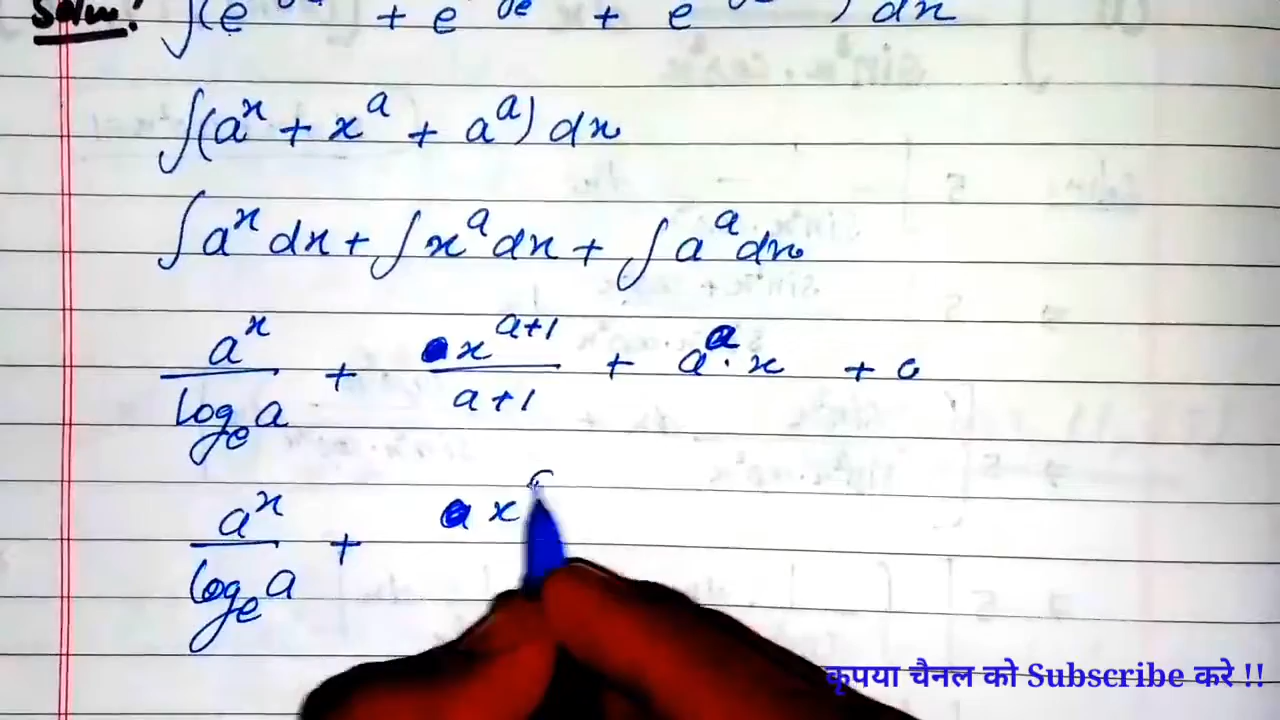 Soln:
∫(e + e + e ) dx
∫(a^x + x^a + a^a) dx
∫a^x dx + ∫x^a dx + ∫a^a dx
a^x/log_e a + x^(a+1)/(a+1) + a^a · x + c
a^x/log_e a + x
कृपया चैनल को Subscribe करे !!